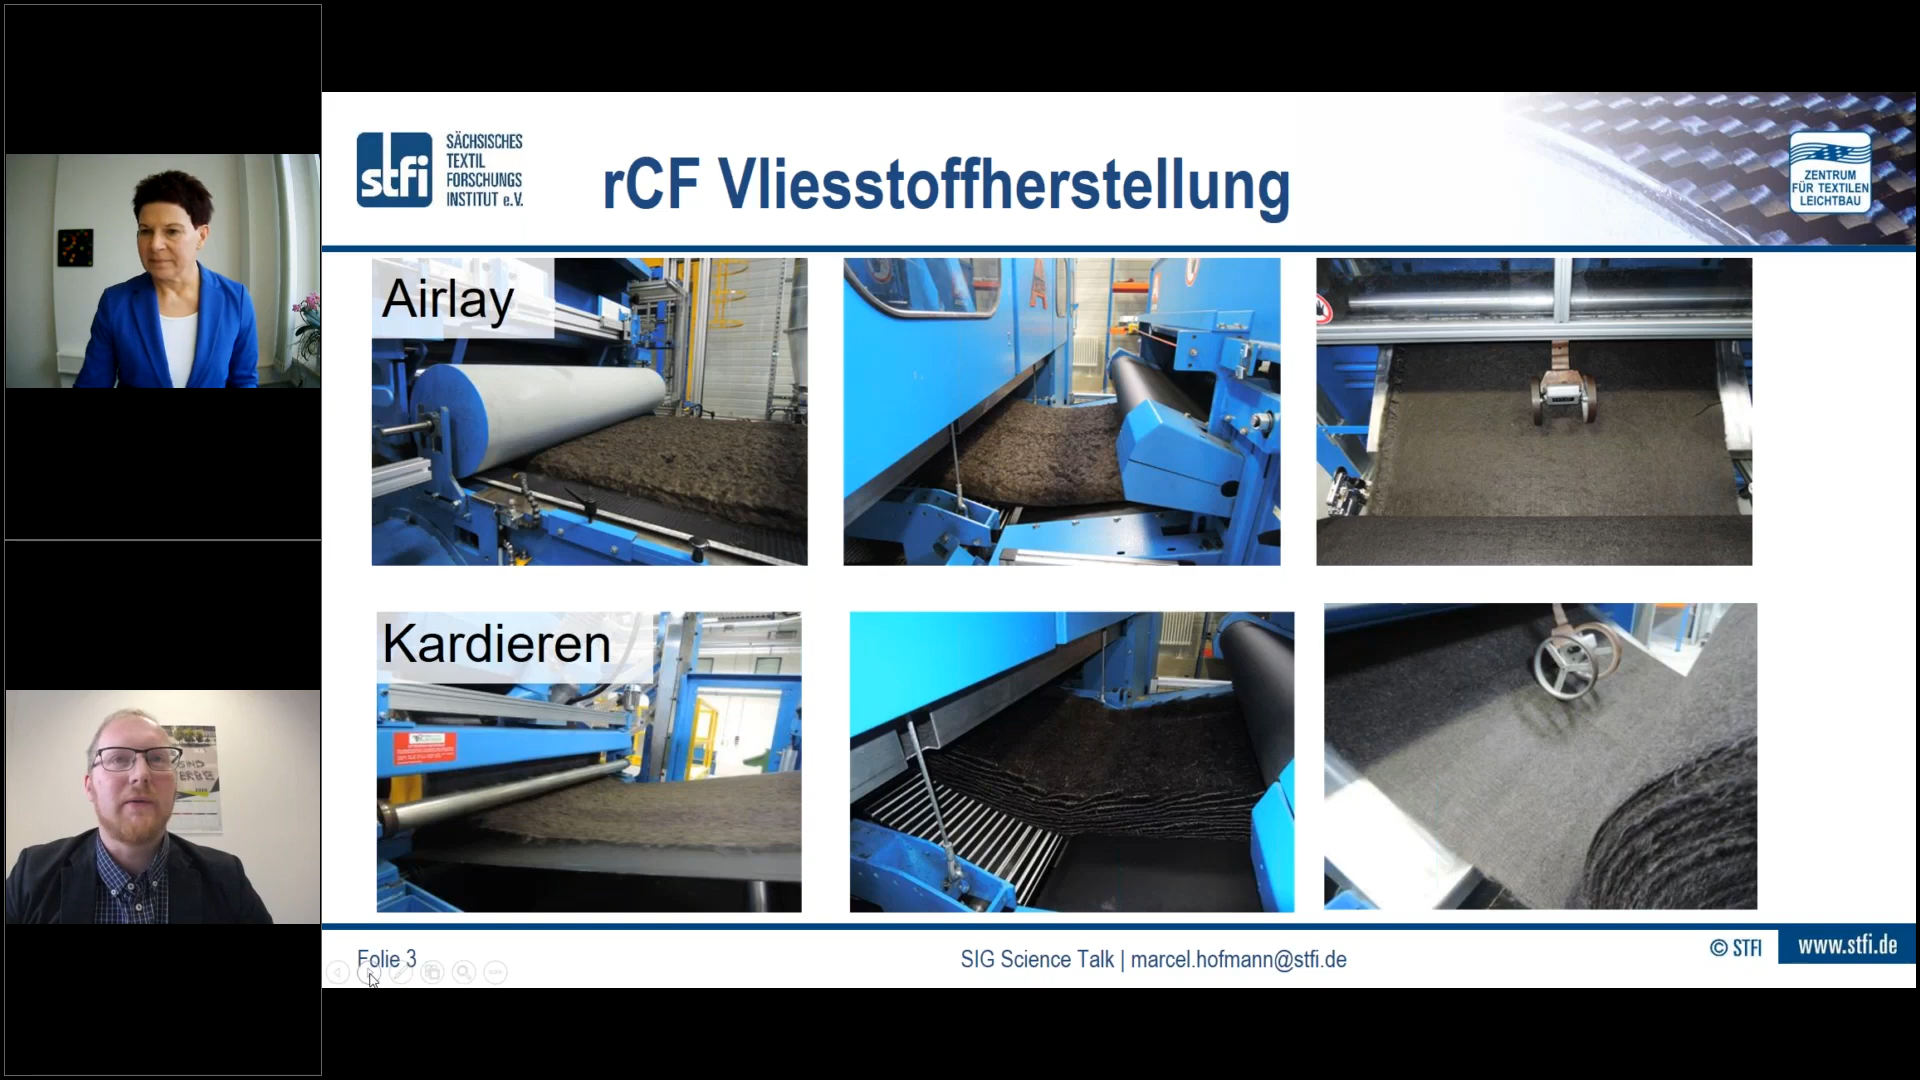 stfi
SÄCHSISCHES
TEXTIL
FORSCHUNGS
INSTITUT e.V.
rCF Vliesstoffherstellung
ZENTRUM
FÜR TEXTILEN
LEICHTBAU
Airlay
Kardieren
Folie 3
SIG Science Talk | marcel.hofmann@stfi.de
© STFI
www.stfi.de